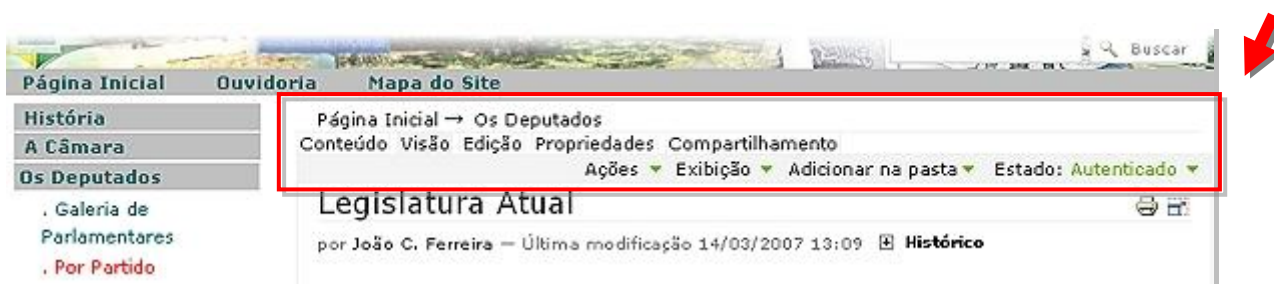 Buscar
Página Inicial Ouvidoria Mapa do Site
História
A Câmara
Os Deputados
. Galeria de
Parlamentares
. Por Partido
Página Inicial → Os Deputados
Conteúdo Visão Edição Propriedades Compartilhamento
Ações Exibição Adicionar na pasta Estado: Autenticado
Legislatura Atual
por João C. Ferreira — Última modificação 14/03/2007 13:09 Histórico